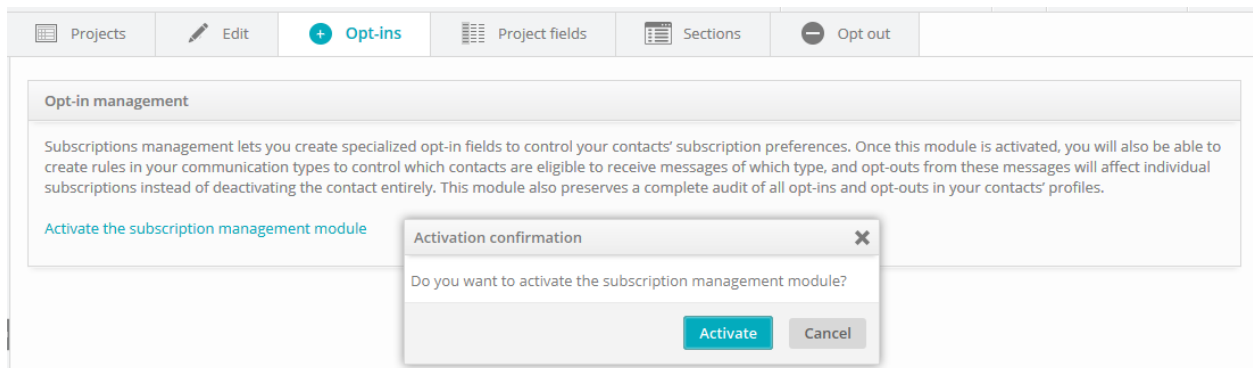 Projects Edit Opt-ins Project fields Sections Opt out
Opt-in management
Subscriptions management lets you create specialized opt-in fields to control your contacts' subscription preferences. Once this module is activated, you will also be able to
create rules in your communication types to control which contacts are eligible to receive messages of which type, and opt-outs from these messages will affect individual
subscriptions instead of deactivating the contact entirely. This module also preserves a complete audit of all opt-ins and opt-outs in your contacts' profiles.
Activate the subscription management module
Activation confirmation
Do you want to activate the subscription management module?
Activate Cancel